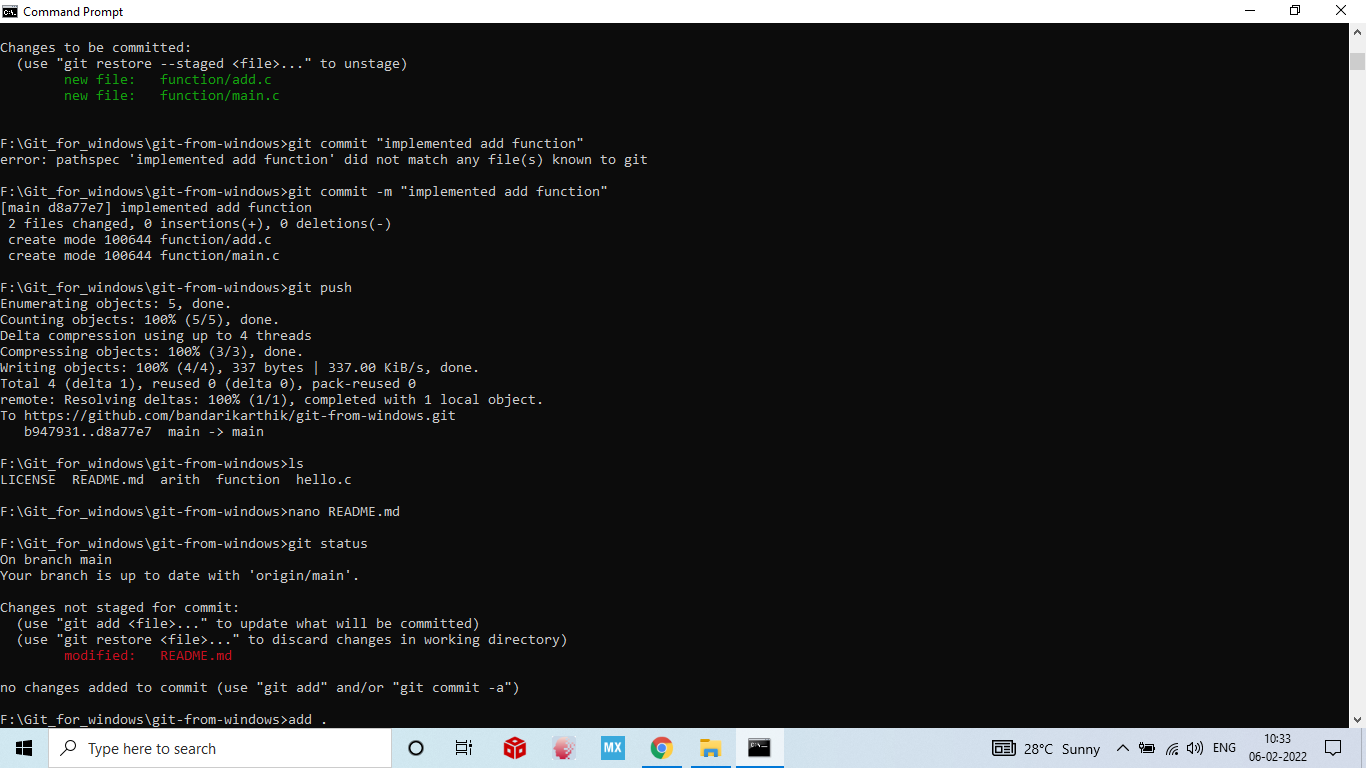 Command Prompt
Changes to be committed:
  (use "git restore --staged <file>..." to unstage)
        new file:   function/add.c
        new file:   function/main.c
F:\Git_for_windows\git-from-windows>git commit "implemented add function"
error: pathspec 'implemented add function' did not match any file(s) known to git
F:\Git_for_windows\git-from-windows>git commit -m "implemented add function"
[main d8a77e7] implemented add function
 2 files changed, 0 insertions(+), 0 deletions(-)
 create mode 100644 function/add.c
 create mode 100644 function/main.c
F:\Git_for_windows\git-from-windows>git push
Enumerating objects: 5, done.
Counting objects: 100% (5/5), done.
Delta compression using up to 4 threads
Compressing objects: 100% (3/3), done.
Writing objects: 100% (4/4), 337 bytes | 337.00 KiB/s, done.
Total 4 (delta 1), reused 0 (delta 0), pack-reused 0
remote: Resolving deltas: 100% (1/1), completed with 1 local object.
To https://github.com/bandarikarthik/git-from-windows.git
   b947931..d8a77e7  main -> main
F:\Git_for_windows\git-from-windows>ls
LICENSE  README.md  arith  function  hello.c
F:\Git_for_windows\git-from-windows>nano README.md
F:\Git_for_windows\git-from-windows>git status
On branch main
Your branch is up to date with 'origin/main'.
Changes not staged for commit:
  (use "git add <file>..." to update what will be committed)
  (use "git restore <file>..." to discard changes in working directory)
        modified:   README.md
no changes added to commit (use "git add" and/or "git commit -a")
F:\Git_for_windows\git-from-windows>add .
Type here to search
MX
28°C Sunny
ENG
10:33
06-02-2022